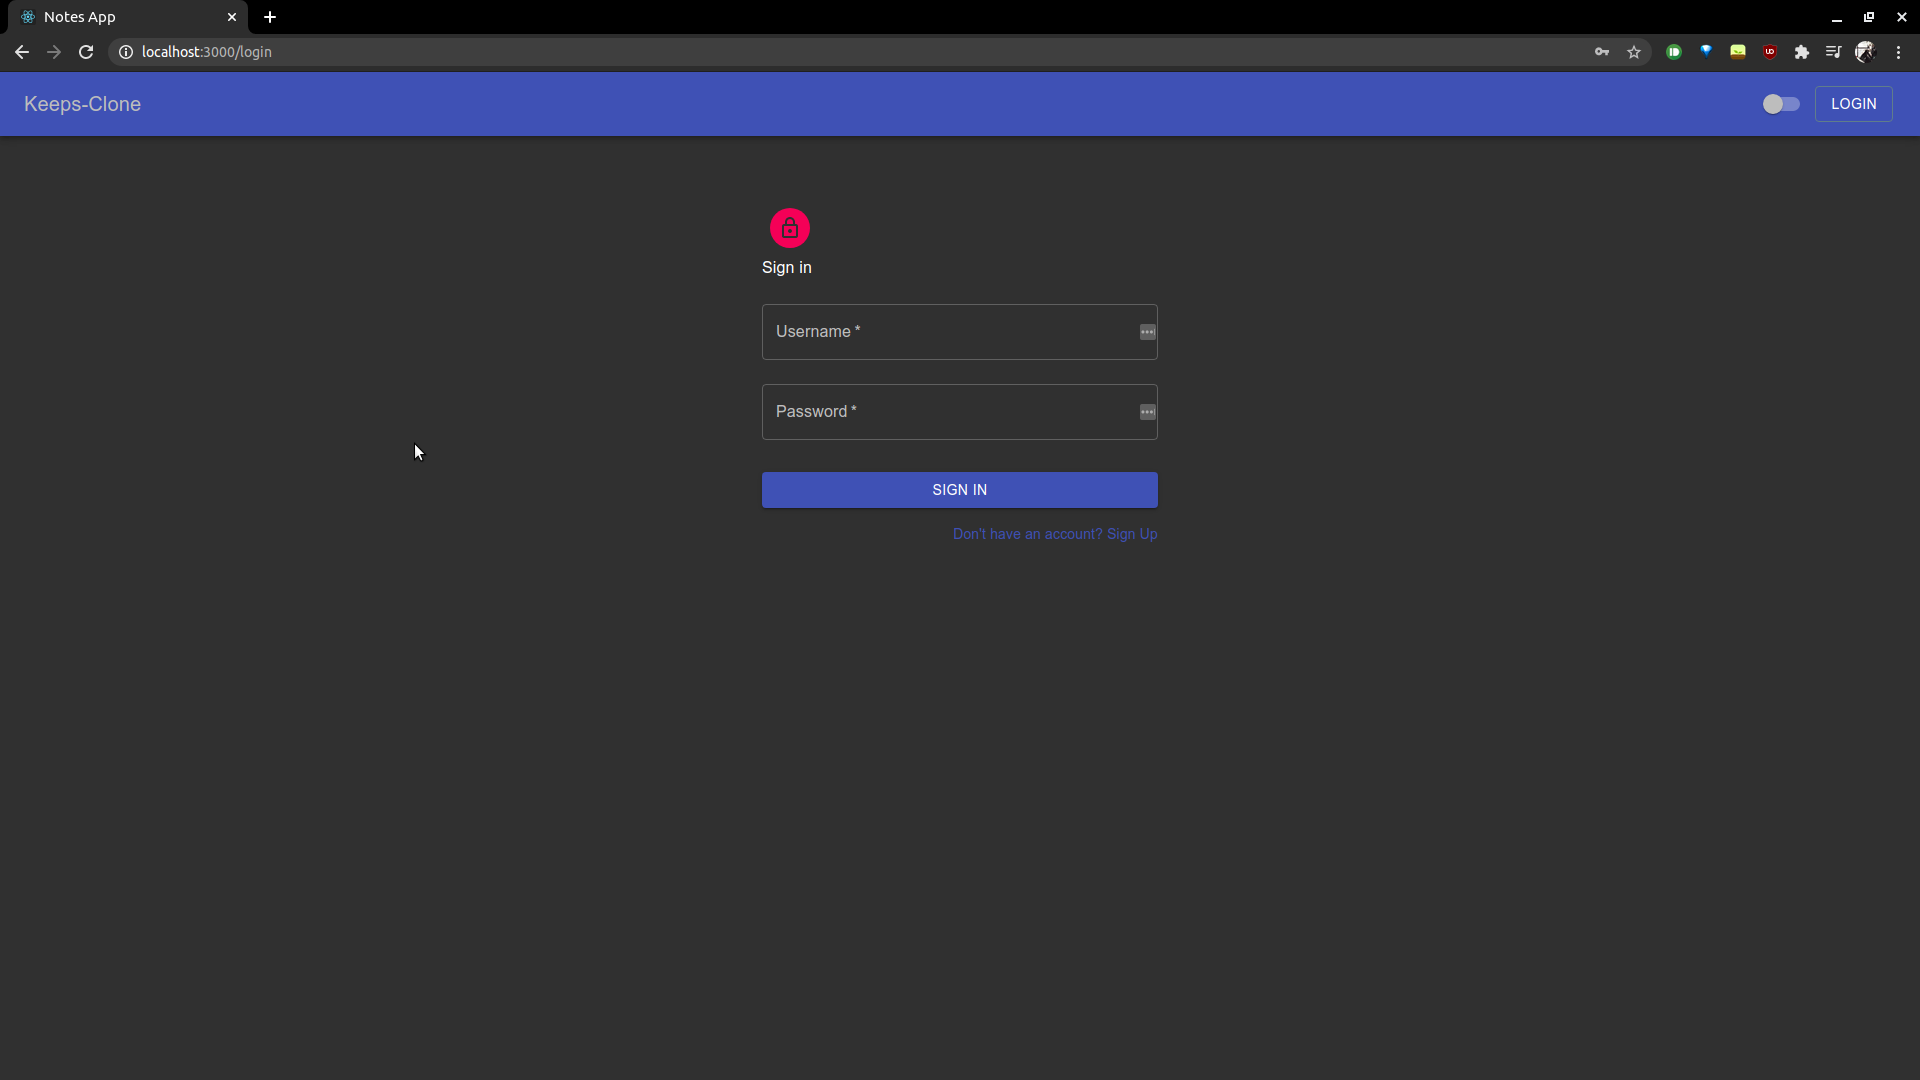 Notes App
localhost:3000/login
Keeps-Clone
LOGIN
Sign in
Username *
Password *
SIGN IN
Don't have an account? Sign Up